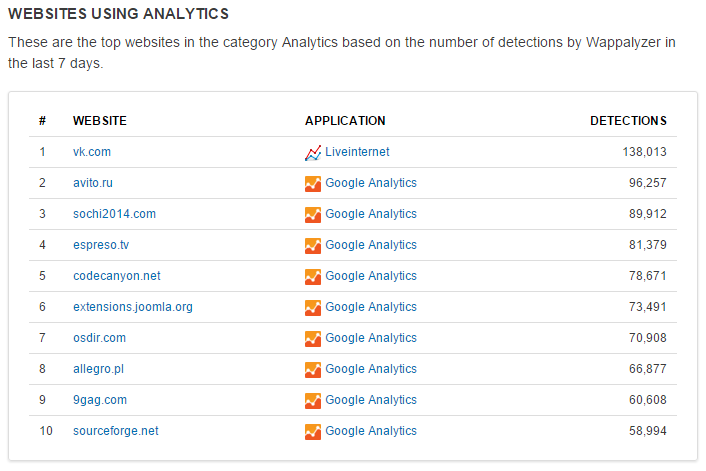 WEBSITES USING ANALYTICS
These are the top websites in the category Analytics based on the number of detections by Wappalyzer in
the last 7 days.
# WEBSITE APPLICATION DETECTIONS
1 vk.com Liveinternet 138,013
2 avito.ru Google Analytics 96,257
3 sochi2014.com Google Analytics 89,912
4 espreso.tv Google Analytics 81,379
5 codecanyon.net Google Analytics 78,671
6 extensions.joomla.org Google Analytics 73,491
7 osdir.com Google Analytics 70,908
8 allegro.pl Google Analytics 66,877
9 9gag.com Google Analytics 60,608
10 sourceforge.net Google Analytics 58,994